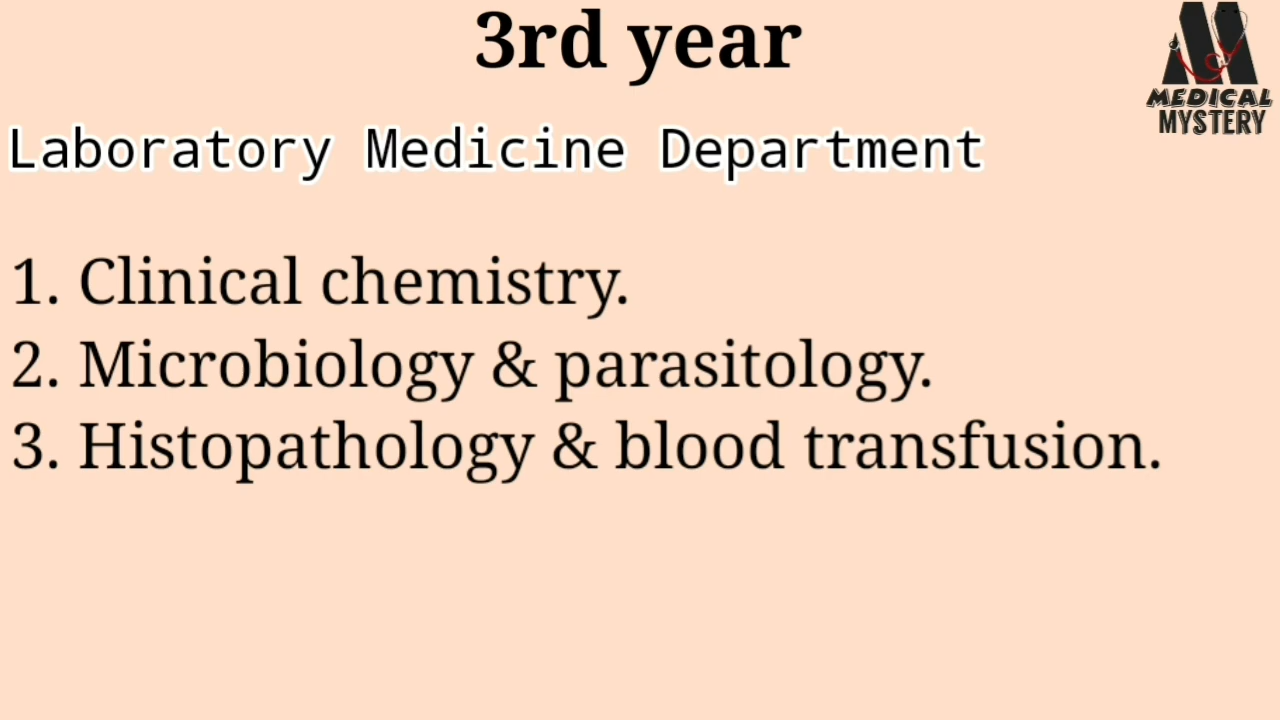 3rd year
MEDICAL
MYSTERY
Laboratory Medicine Department
1. Clinical chemistry.
2. Microbiology & parasitology.
3. Histopathology & blood transfusion.